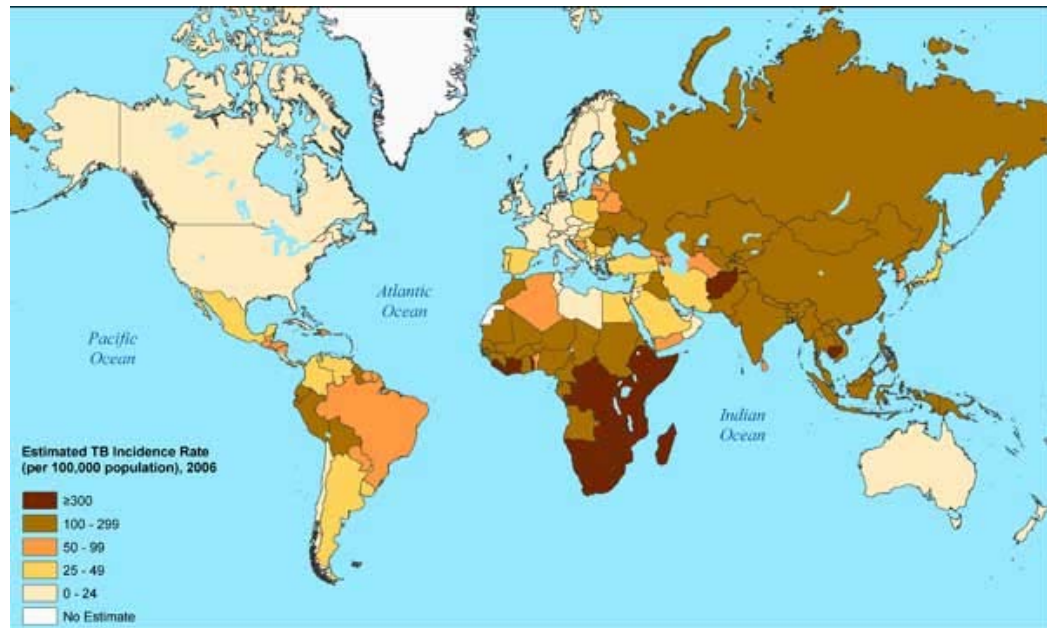 Atlantic
Ocean
Pacific
Ocean
Indian
Ocean
Estimated TB Incidence Rate
(per 100,000 population), 2006
≥300
100 - 299
50 - 99
25 - 49
0 - 24
No Estimate